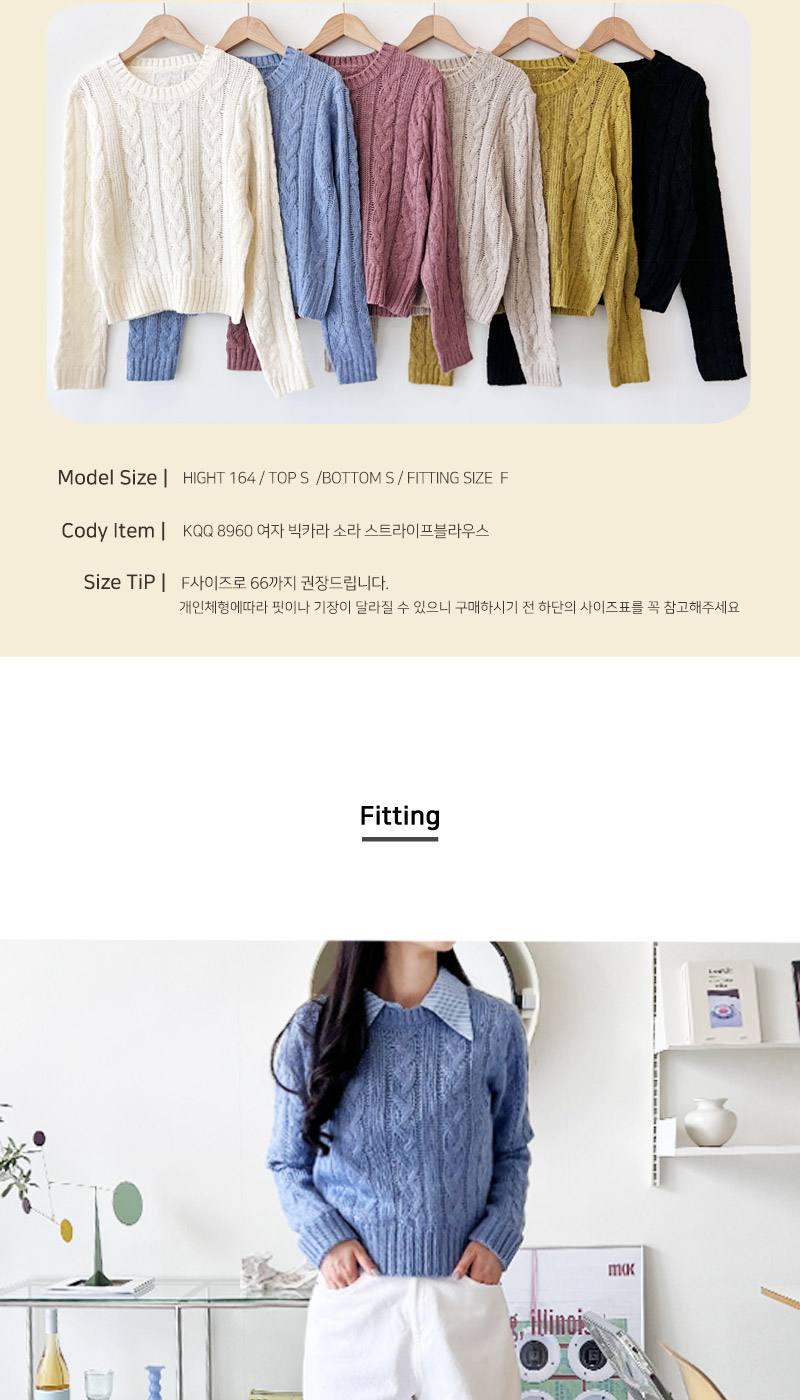 Model Size | HIGHT 164 / TOP S /BOTTOM S / FITTING SIZE F
Cody Item | KQQ 8960 여자 빅카라 소라 스트라이프블라우스
Size TiP | F사이즈로 66까지 권장드립니다.
개인체형에따라 핏이나 기장이 달라질 수 있으니 구매하시기 전 하단의 사이즈표를 꼭 참고해주세요
Fitting
illinois